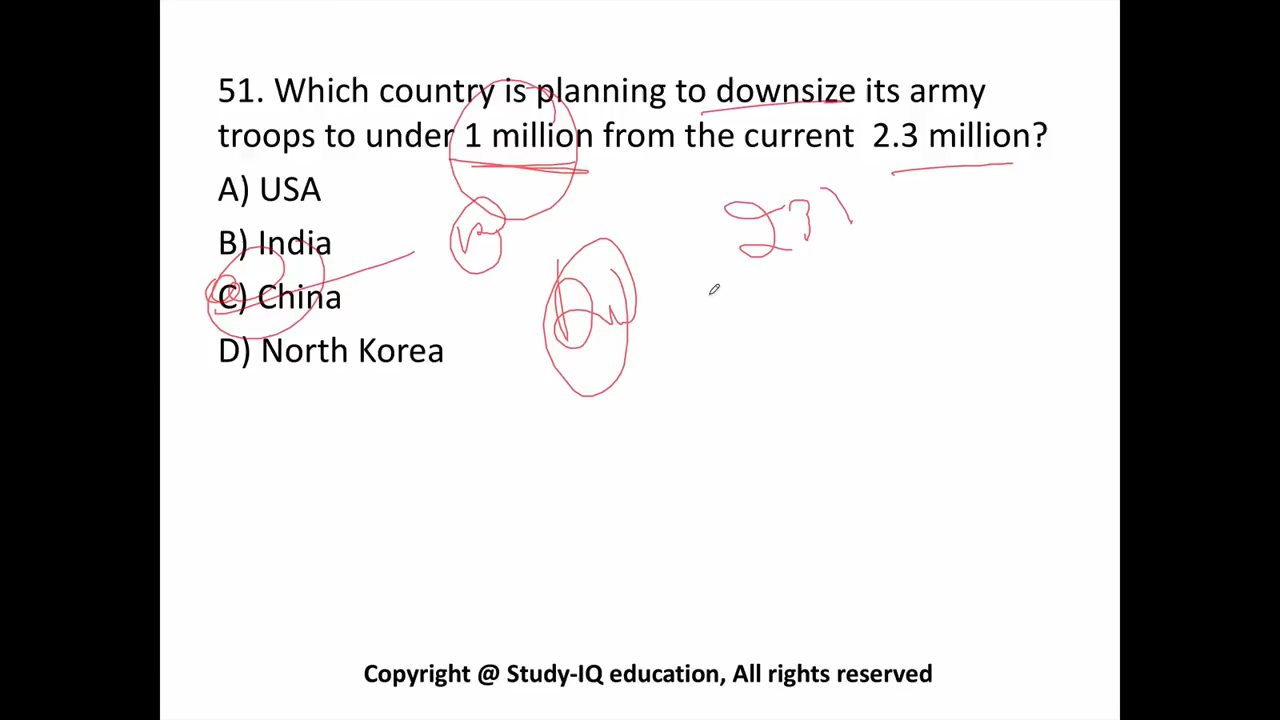 51. Which country is planning to downsize its army
troops to under 1 million from the current 2.3 million?
A) USA
B) India
C) China
D) North Korea
Copyright @ Study-IQ education, All rights reserved